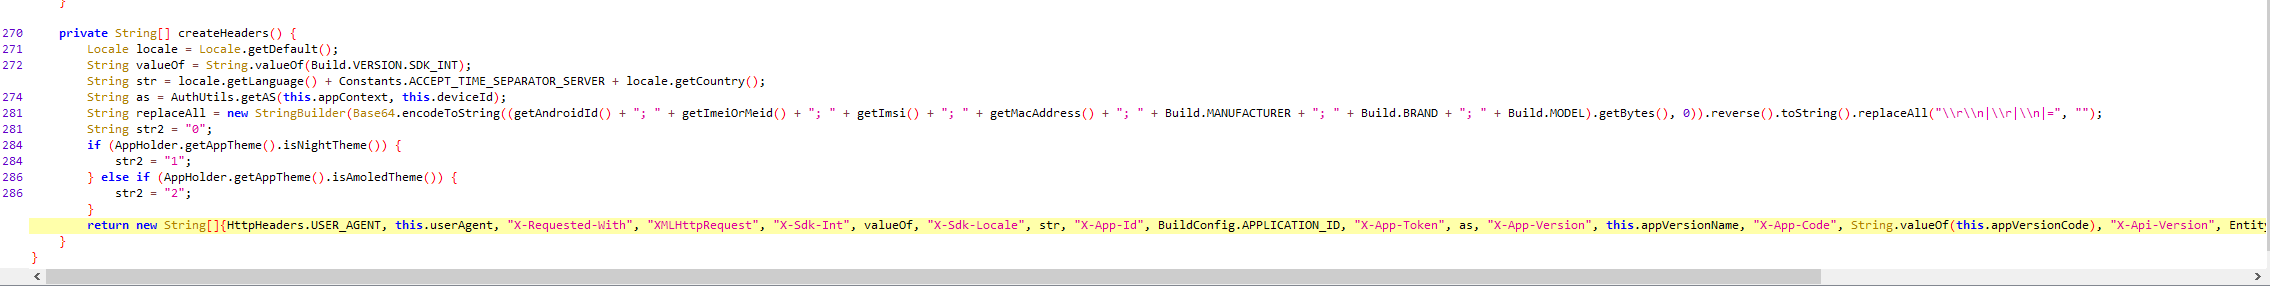 }
270 private String[] createHeaders() {
271 Locale locale = Locale.getDefault();
272 String valueOf = String.valueOf(Build.VERSION.SDK_INT);
String str = locale.getLanguage() + Constants.ACCEPT_TIME_SEPARATOR_SERVER + locale.getCountry();
274 String as = AuthUtils.getAS(this.appContext, this.deviceId);
281 String replaceAll = new StringBuilder(Base64.encodeToString((getAndroidId() + "; " + getImeiOrMeid() + "; " + getImsi() + "; " + getMacAddress() + "; " + Build.MANUFACTURER + "; " + Build.BRAND + "; " + Build.MODEL).getBytes(), 0)).reverse().toString().replaceAll("\\r\\n|\\r|\\n|=", "");
281 String str2 = "0";
284 if (AppHolder.getAppTheme().isNightTheme()) {
284 str2 = "1";
286 } else if (AppHolder.getAppTheme().isAmoledTheme()) {
286 str2 = "2";
}
return new String[]{HttpHeaders.USER_AGENT, this.userAgent, "X-Requested-With", "XMLHttpRequest", "X-Sdk-Int", valueOf, "X-Sdk-Locale", str, "X-App-Id", BuildConfig.APPLICATION_ID, "X-App-Token", as, "X-App-Version", this.appVersionName, "X-App-Code", String.valueOf(this.appVersionCode), "X-Api-Version", Entit
}
}